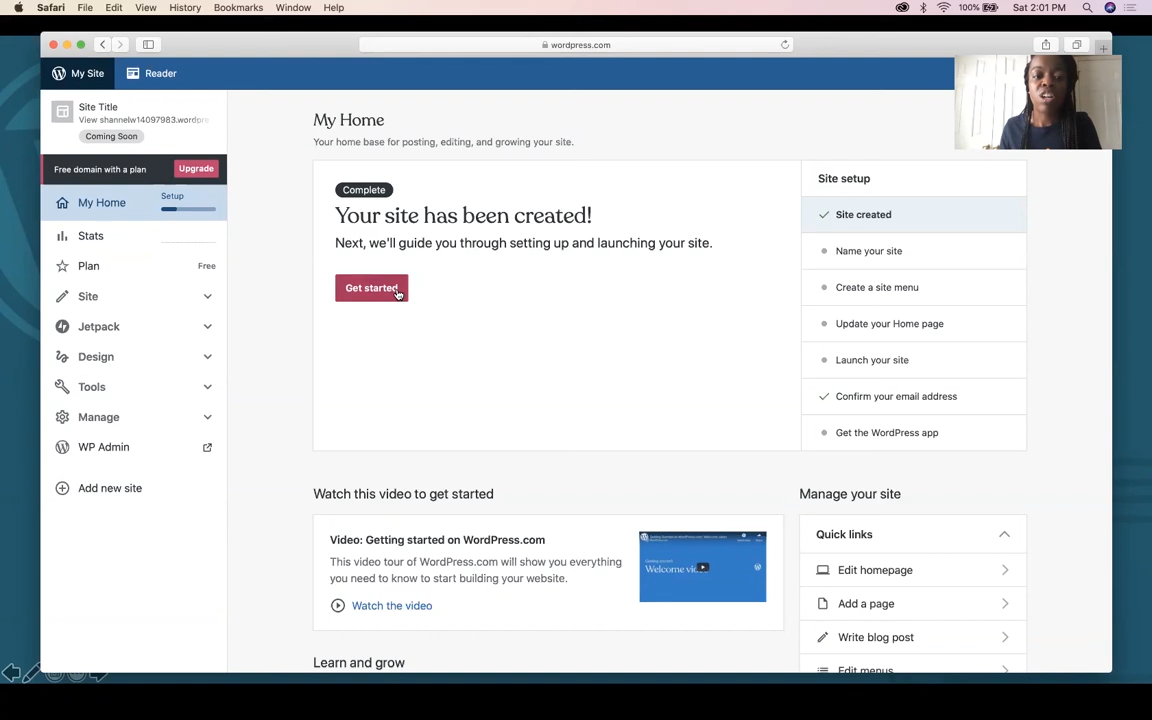 Safari File Edit View History Bookmarks Window Help
100% Sat 2:01 PM
wordpress.com
My Site Reader
Site Title
View shannelw14097983.wordpre
Coming Soon
Free domain with a plan Upgrade
My Home Setup
Stats
Plan Free
Site
Jetpack
Design
Tools
Manage
WP Admin
Add new site
My Home
Your home base for posting, editing, and growing your site.
Complete
Your site has been created!
Next, we'll guide you through setting up and launching your site.
Get started
Site setup
Site created
Name your site
Create a site menu
Update your Home page
Launch your site
Confirm your email address
Get the WordPress app
Watch this video to get started
Video: Getting started on WordPress.com
This video tour of WordPress.com will show you everything
you need to know to start building your website.
Watch the video
Welcome vi
Learn and grow
Manage your site
Quick links
Edit homepage
Add a page
Write blog post
Edit menus